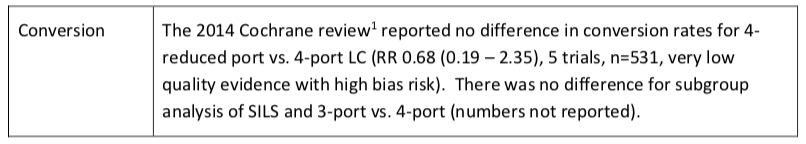 Conversion
The 2014 Cochrane review¹ reported no difference in conversion rates for 4-
reduced port vs. 4-port LC (RR 0.68 (0.19 – 2.35), 5 trials, n=531, very low
quality evidence with high bias risk).  There was no difference for subgroup
analysis of SILS and 3-port vs. 4-port (numbers not reported).